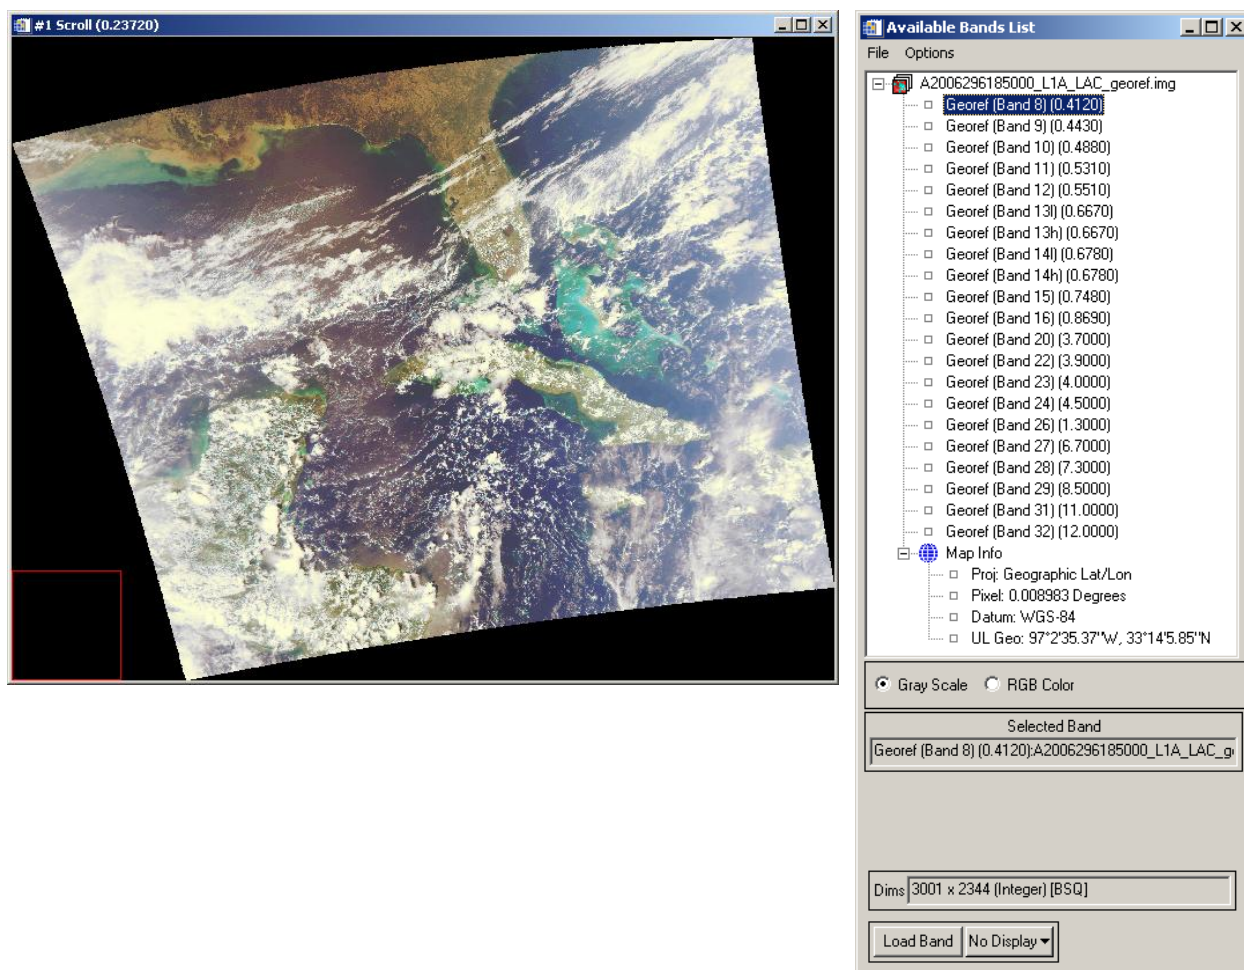 #1 Scroll (0.23720)
Available Bands List
File Options
A2006296185000_L1A_LAC_georef.img
Georef (Band 8) (0.4120)
Georef (Band 9) (0.4430)
Georef (Band 10) (0.4880)
Georef (Band 11) (0.5310)
Georef (Band 12) (0.5510)
Georef (Band 13l) (0.6670)
Georef (Band 13h) (0.6670)
Georef (Band 14l) (0.6780)
Georef (Band 14h) (0.6780)
Georef (Band 15) (0.7480)
Georef (Band 16) (0.8690)
Georef (Band 20) (3.7000)
Georef (Band 22) (3.9000)
Georef (Band 23) (4.0000)
Georef (Band 24) (4.5000)
Georef (Band 26) (1.3000)
Georef (Band 27) (6.7000)
Georef (Band 28) (7.3000)
Georef (Band 29) (8.5000)
Georef (Band 31) (11.0000)
Georef (Band 32) (12.0000)
Map Info
Proj: Geographic Lat/Lon
Pixel: 0.008983 Degrees
Datum: WGS-84
UL Geo: 97°2'35.37"W, 33°14'5.85"N
Gray Scale RGB Color
Selected Band
Georef (Band 8) (0.4120):A2006296185000_L1A_LAC_g
Dims 3001 x 2344 (Integer) [BSQ]
Load Band No Display